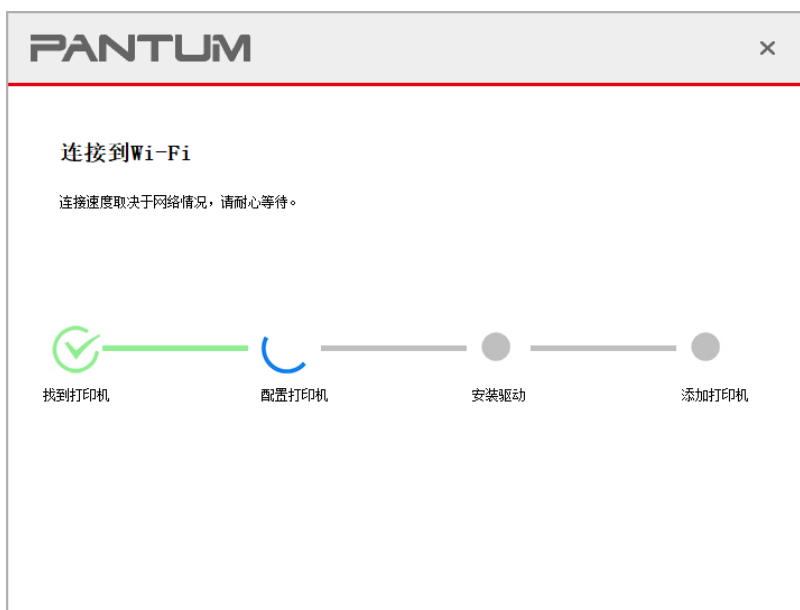 PANTUM
连接到Wi-Fi
连接速度取决于网络情况，请耐心等待。
找到打印机
配置打印机
安装驱动
添加打印机